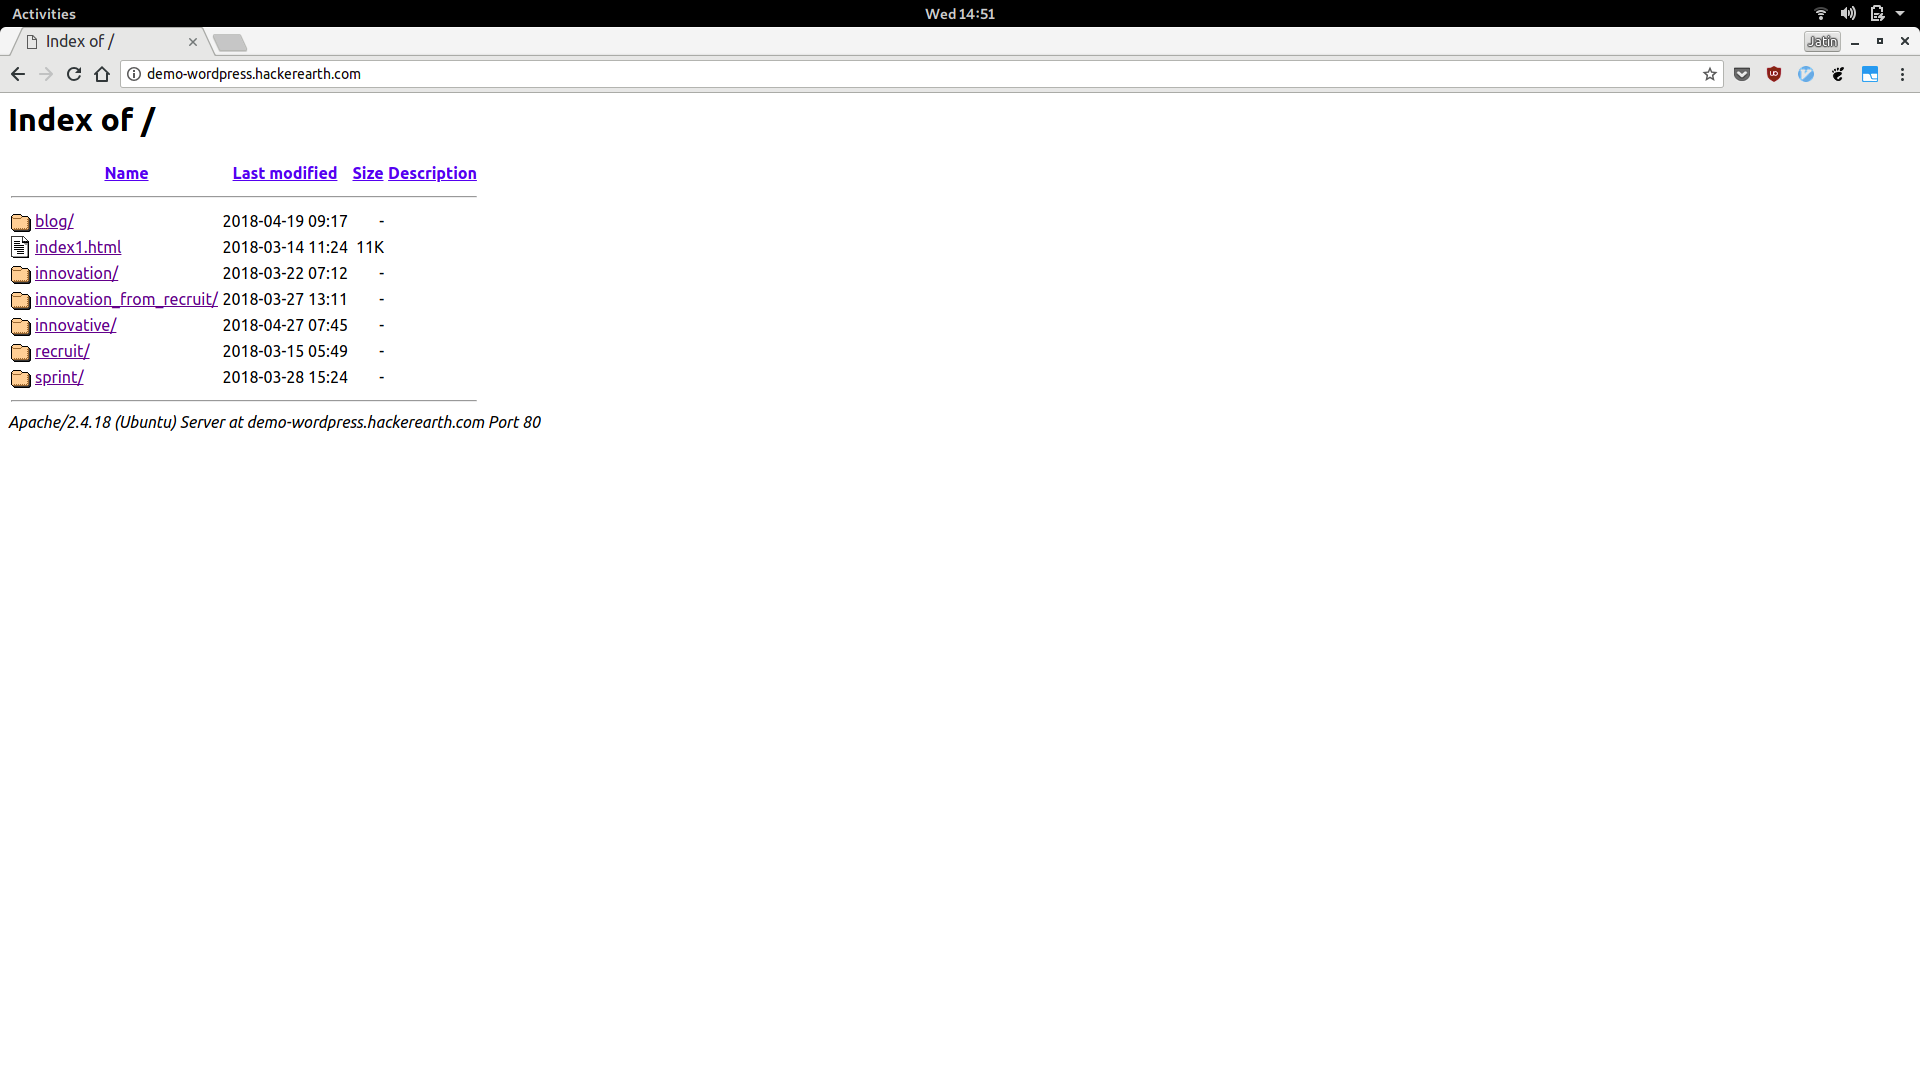 Activities
Wed 14:51
Index of /
Jatin
demo-wordpress.hackerearth.com
Index of /
Name Last modified Size Description
blog/ 2018-04-19 09:17 -
index1.html 2018-03-14 11:24 11K
innovation/ 2018-03-22 07:12 -
innovation_from_recruit/ 2018-03-27 13:11 -
innovative/ 2018-04-27 07:45 -
recruit/ 2018-03-15 05:49 -
sprint/ 2018-03-28 15:24 -
Apache/2.4.18 (Ubuntu) Server at demo-wordpress.hackerearth.com Port 80